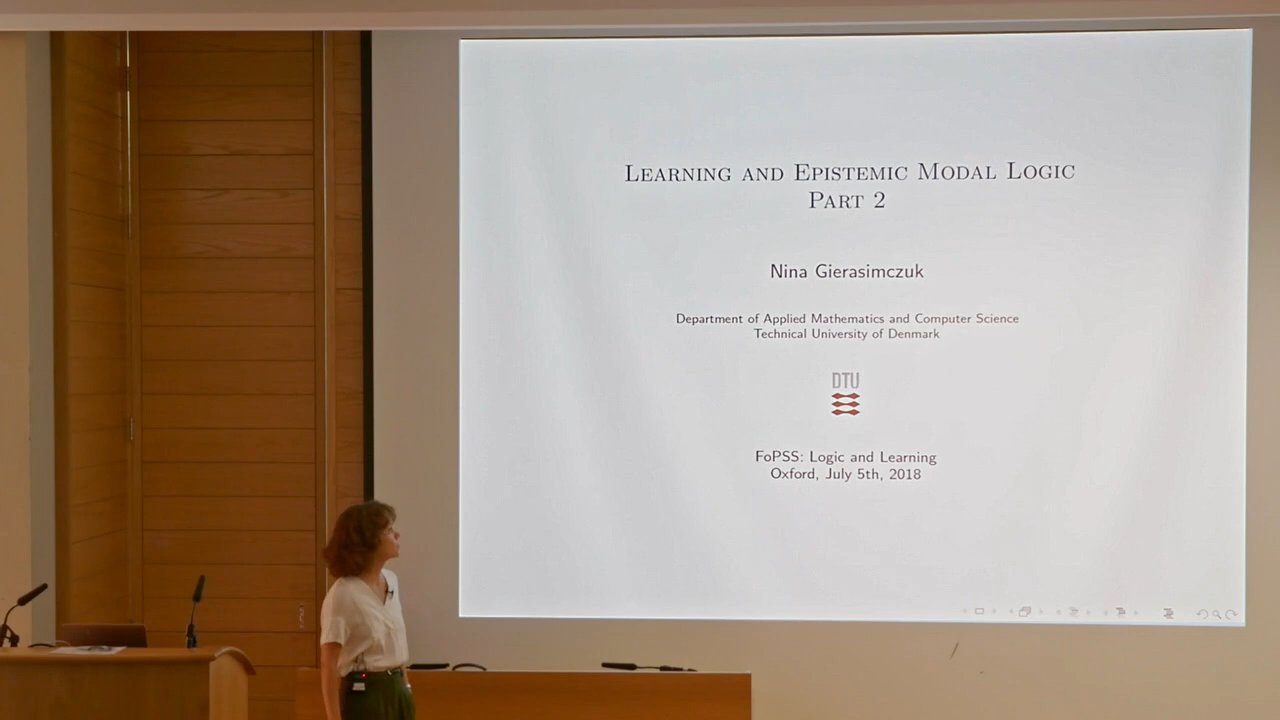 Learning and Epistemic Modal Logic
Part 2
Nina Gierasimczuk
Department of Applied Mathematics and Computer Science
Technical University of Denmark
DTU
FoPSS: Logic and Learning
Oxford, July 5th, 2018